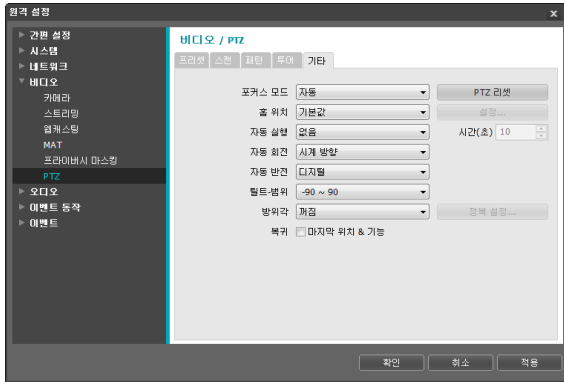 원격 설정 x
간편 설정
시스템
네트워크
비디오
카메라
스트리밍
웹캐스팅
MAT
프라이버시 마스킹
PTZ
오디오
이벤트 동작
이벤트
비디오 / PTZ
프리셋 스캔 패턴 투어 기타
포커스 모드 자동 PTZ 리셋
홈 위치 기본값 설정...
자동 실행 없음 시간(초) 10
자동 회전 시계 방향
자동 반전 디지털
틸트-범위 -90 ~ 90
방위각 꺼짐 정북 설정...
복귀 마지막 위치 & 기능
확인 취소 적용